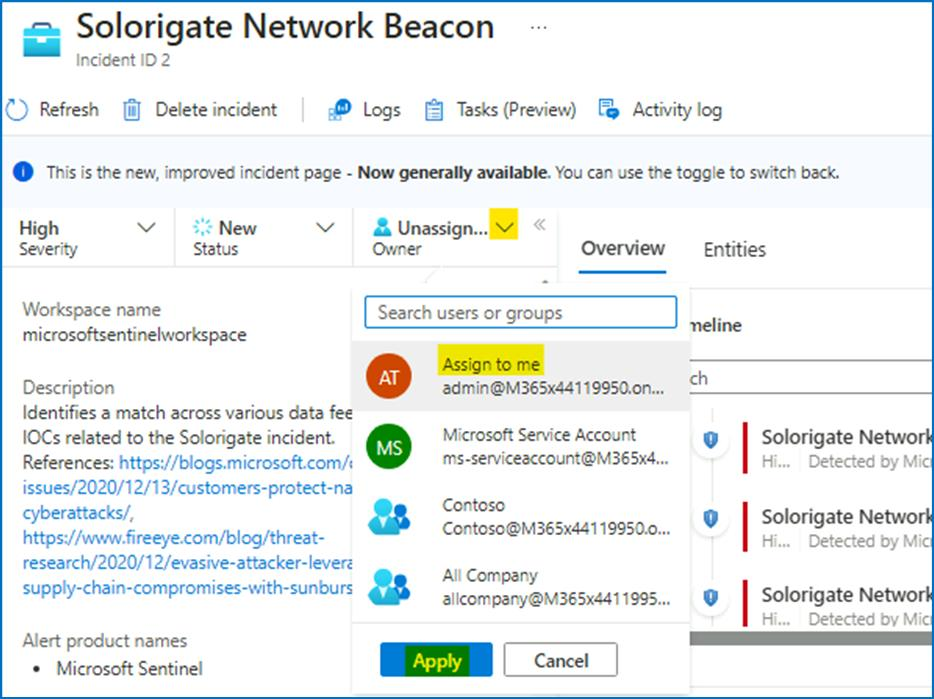 Solorigate Network Beacon ...
Incident ID 2
Refresh Delete incident Logs Tasks (Preview) Activity log
This is the new, improved incident page - Now generally available. You can use the toggle to switch back.
High New Unassign...
Severity Status Owner
Overview Entities
Workspace name
microsoftsentinelworkspace
Description
Identifies a match across various data fee
IOCs related to the Solorigate incident.
References: https://blogs.microsoft.com/
issues/2020/12/13/customers-protect-na
cyberattacks/,
https://www.fireeye.com/blog/threat-
research/2020/12/evasive-attacker-levera
supply-chain-compromises-with-sunburs
Alert product names
• Microsoft Sentinel
Search users or groups
AT
Assign to me
admin@M365x44119950.on...
MS
Microsoft Service Account
ms-serviceaccount@M365x4...
Contoso
Contoso@M365x44119950.o...
All Company
allcompany@M365x4411995...
Apply Cancel
meline
ch
Solorigate Network
Hi... Detected by Mic
Solorigate Network
Hi... Detected by Mic
Solorigate Network
Hi... Detected by Mic